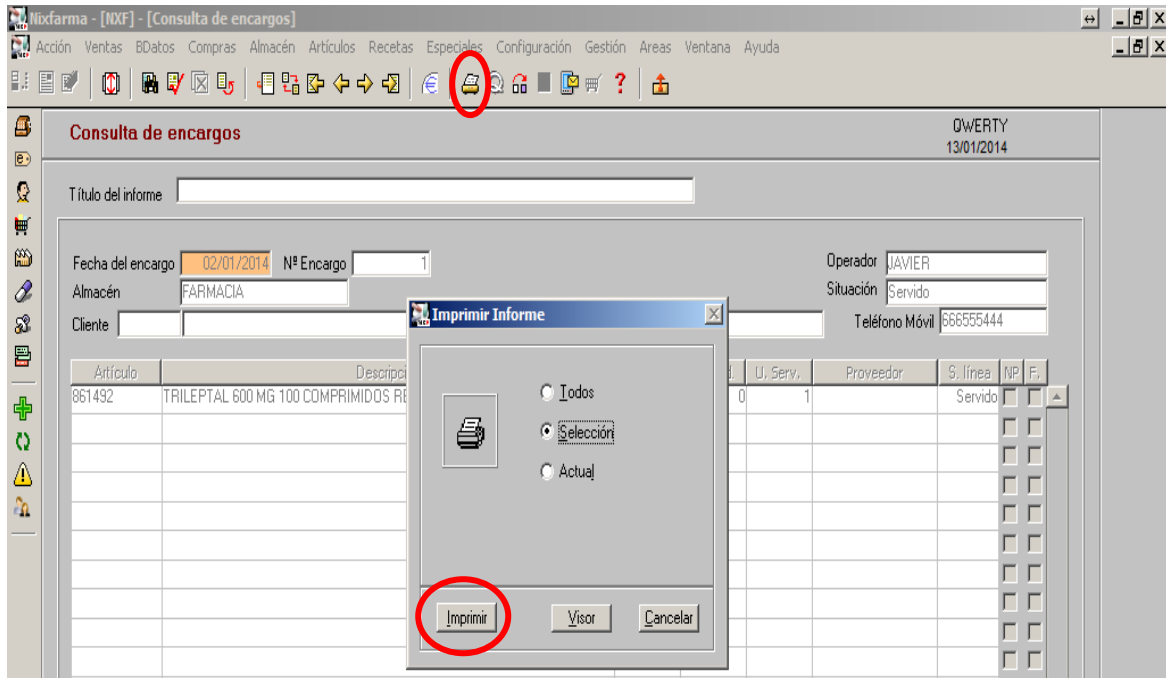 Nixfarma - [NXF] - [Consulta de encargos]
Acción Ventas BDatos Compras Almacén Artículos Recetas Especiales Configuración Gestión Areas Ventana Ayuda
Consulta de encargos
QWERTY
13/01/2014
Título del informe
Fecha del encargo 02/01/2014 Nº Encargo 1
Operador JAVIER
Almacén FARMACIA
Situación Servido
Cliente
Teléfono Móvil 666555444
Imprimir Informe
Artículo Descripci d. U. Serv. Proveedor S. línea NP F.
861492 TRILEPTAL 600 MG 100 COMPRIMIDOS RE 0 1 Servido
Todos
Selección
Actual
Imprimir Visor Cancelar